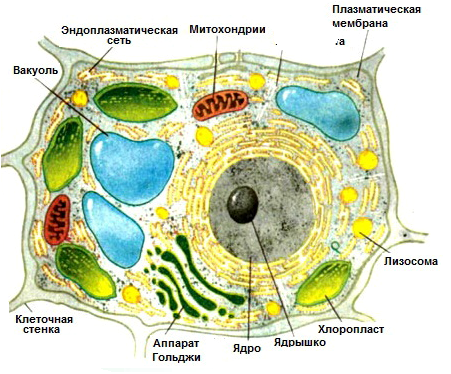 Плазматическая
мембрана
Эндоплазматическая
сеть
Митохондрии
Вакуоль
Лизосома
Клеточная
стенка
Хлоропласт
Аппарат
Гольджи
Ядро
Ядрышко